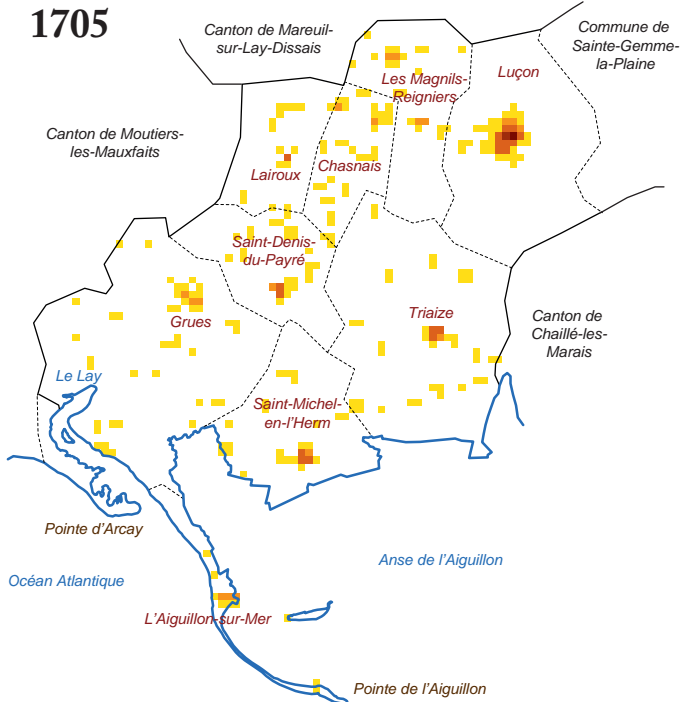 1705
Canton de Mareuil-
sur-Lay-Dissais
Commune de
Sainte-Gemme-
la-Plaine
Les Magnils-
Reigniers
Luçon
Canton de Moutiers-
les-Mauxfaits
Lairoux
Chasnais
Saint-Denis-
du-Payré
Grues
Triaize
Canton de
Chaillé-les-
Marais
Le Lay
Saint-Michel-
en-l'Herm
Pointe d'Arcay
Océan Atlantique
Anse de l'Aiguillon
L'Aiguillon-sur-Mer
Pointe de l'Aiguillon